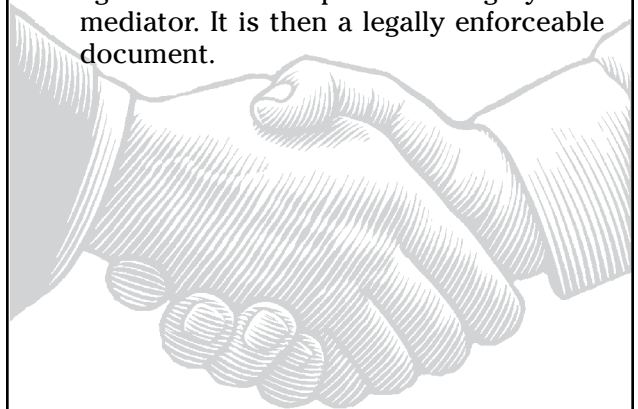 mediator. It is then a legally enforceable
document.